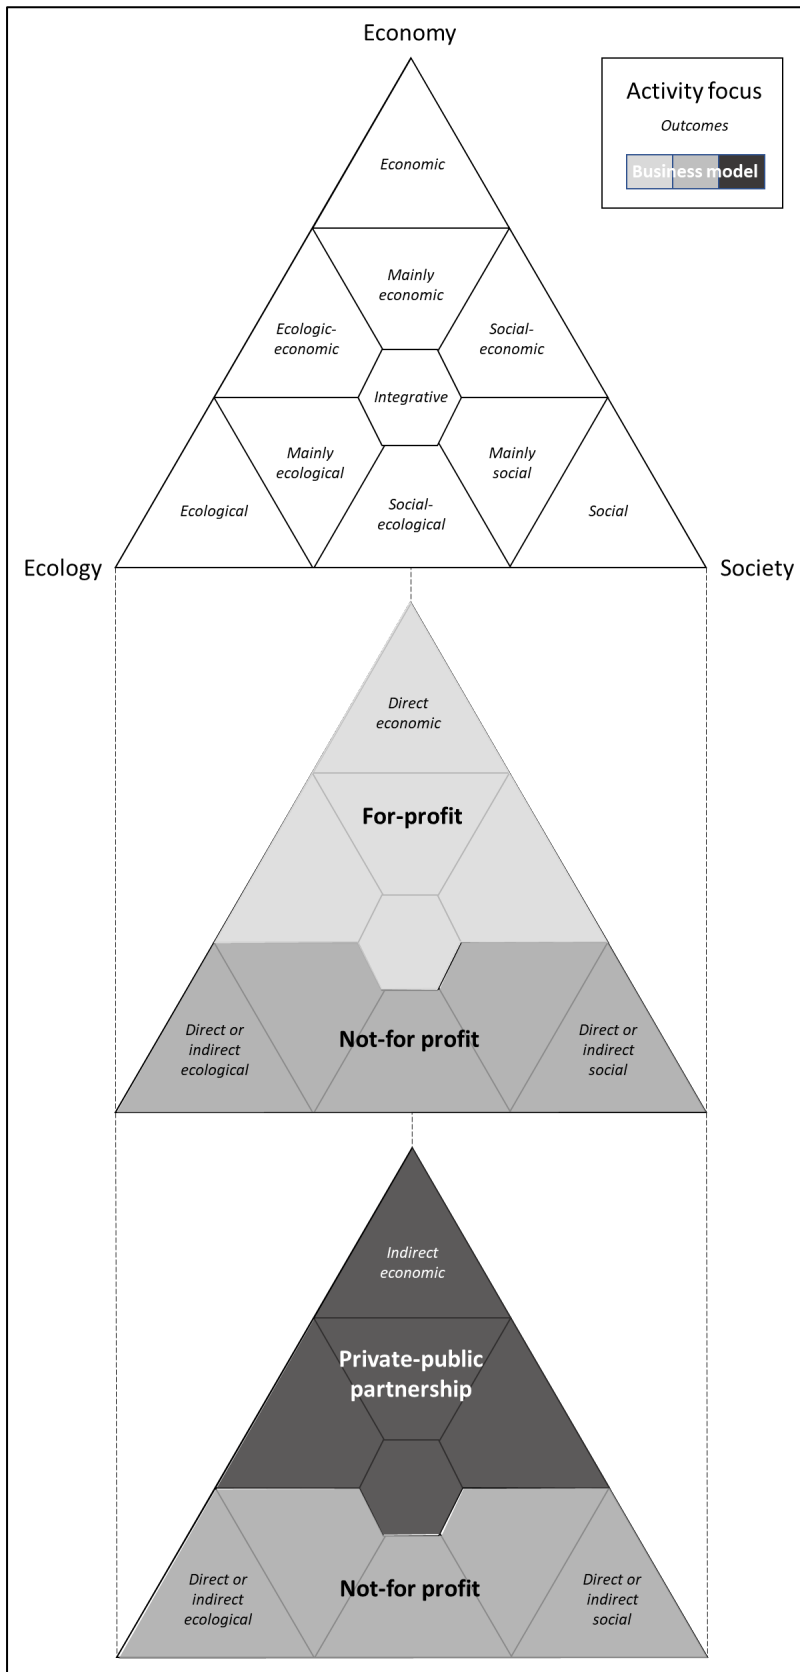 Economy
Activity focus
Outcomes
Business model
Economic
Mainly
economic
Ecologic-
economic
Social-
economic
Integrative
Mainly
ecological
Mainly
social
Ecological
Social-
ecological
Social
Ecology
Society
Direct
economic
For-profit
Direct or
indirect
ecological
Not-for profit
Direct or
indirect
social
Indirect
economic
Private-public
partnership
Direct or
indirect
ecological
Not-for profit
Direct or
indirect
social